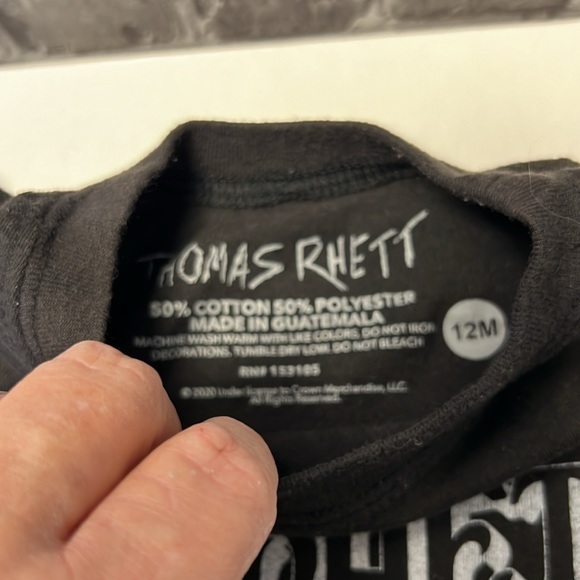 THOMAS RHETT
50% COTTON 50% POLYESTER
MADE IN GUATEMALA
MACHINE WASH WARM WITH LIKE COLORS. DO NOT IRON
DECORATIONS. TUMBLE DRY LOW. DO NOT BLEACH
RN# 153185
© 2020 Under license to Crown Merchandise, LLC.
All Rights Reserved.
12M